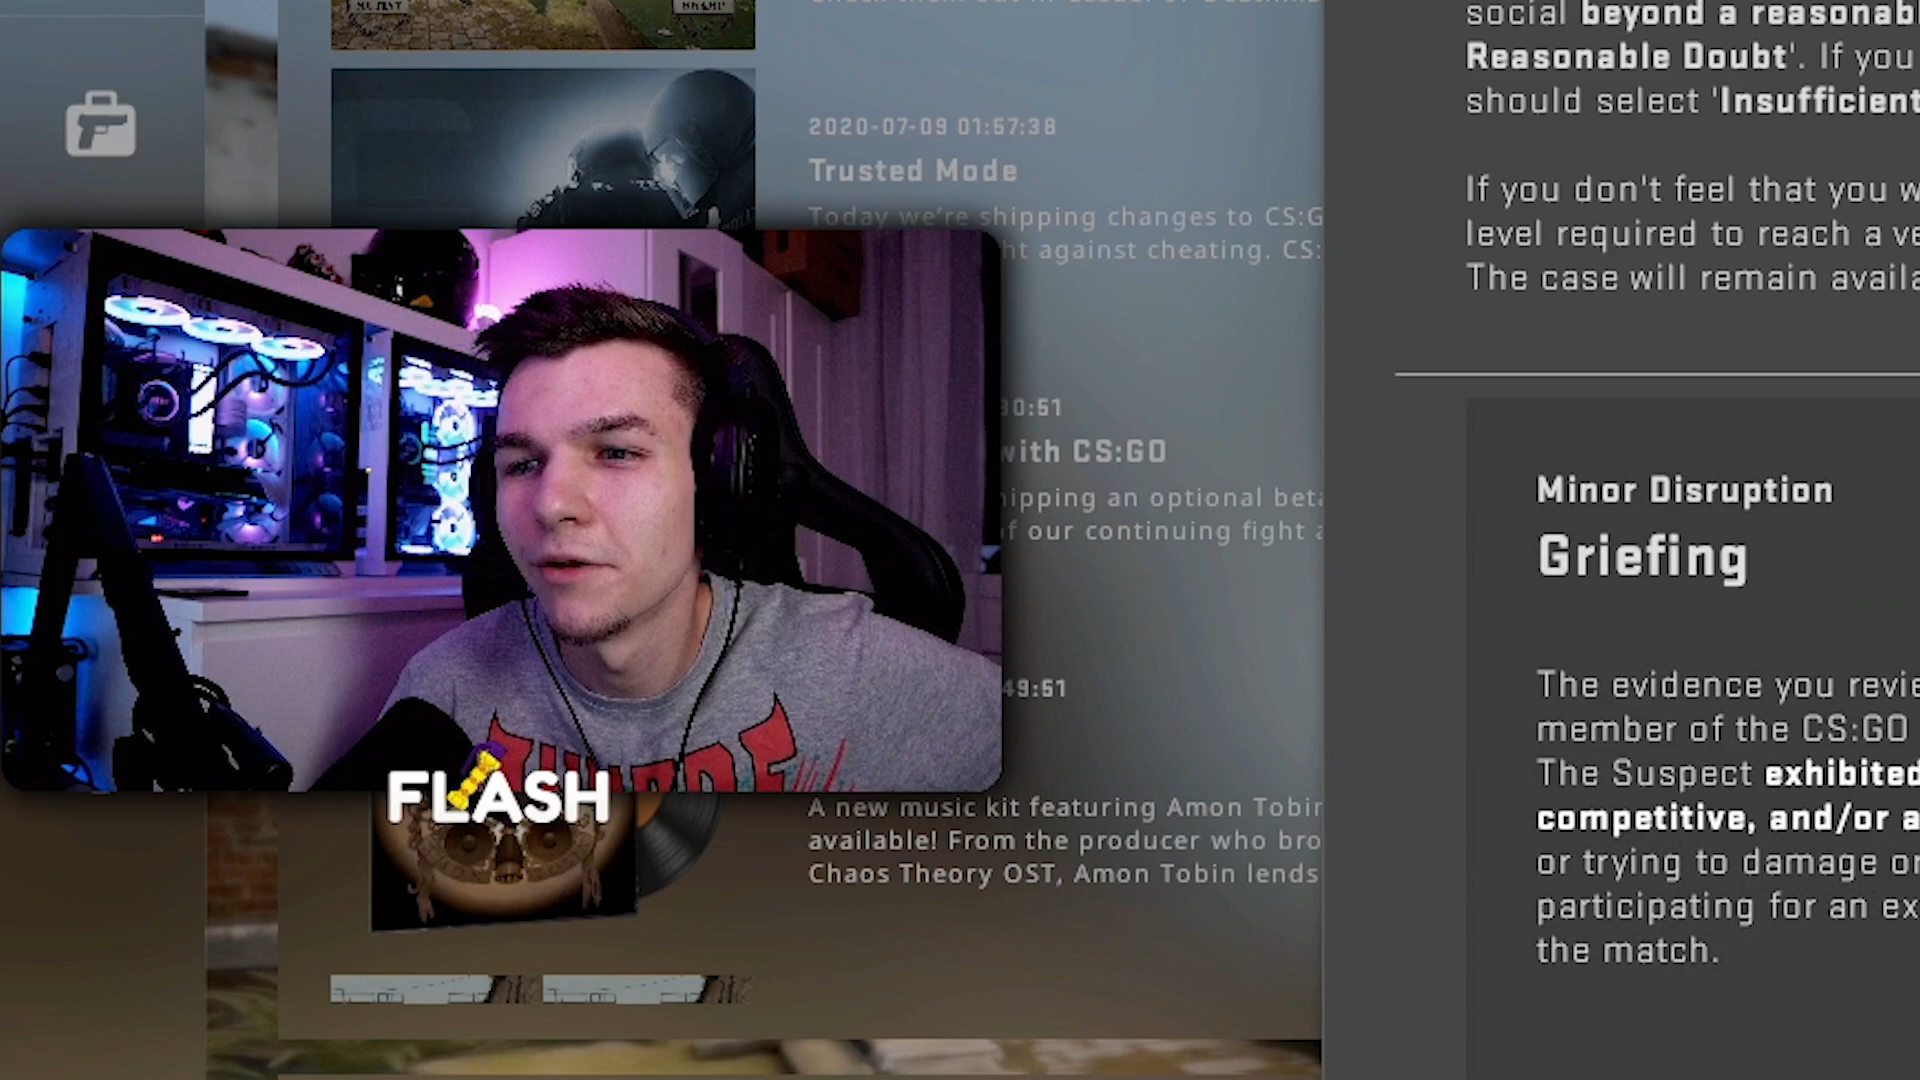 2020-07-09 01:57:38
Trusted Mode
Today we're shipping changes to CS:G
ht against cheating. CS:
30:51
with CS:GO
hipping an optional beta
of our continuing fight a
49:51
A new music kit featuring Amon Tobin
available! From the producer who bro
Chaos Theory OST, Amon Tobin lends
FLASH
social beyond a reasonabl
Reasonable Doubt'. If you
should select 'Insufficient
If you don't feel that you w
level required to reach a ve
The case will remain availa
Minor Disruption
Griefing
The evidence you revie
member of the CS:GO
The Suspect exhibited
competitive, and/or a
or trying to damage or
participating for an ex
the match.